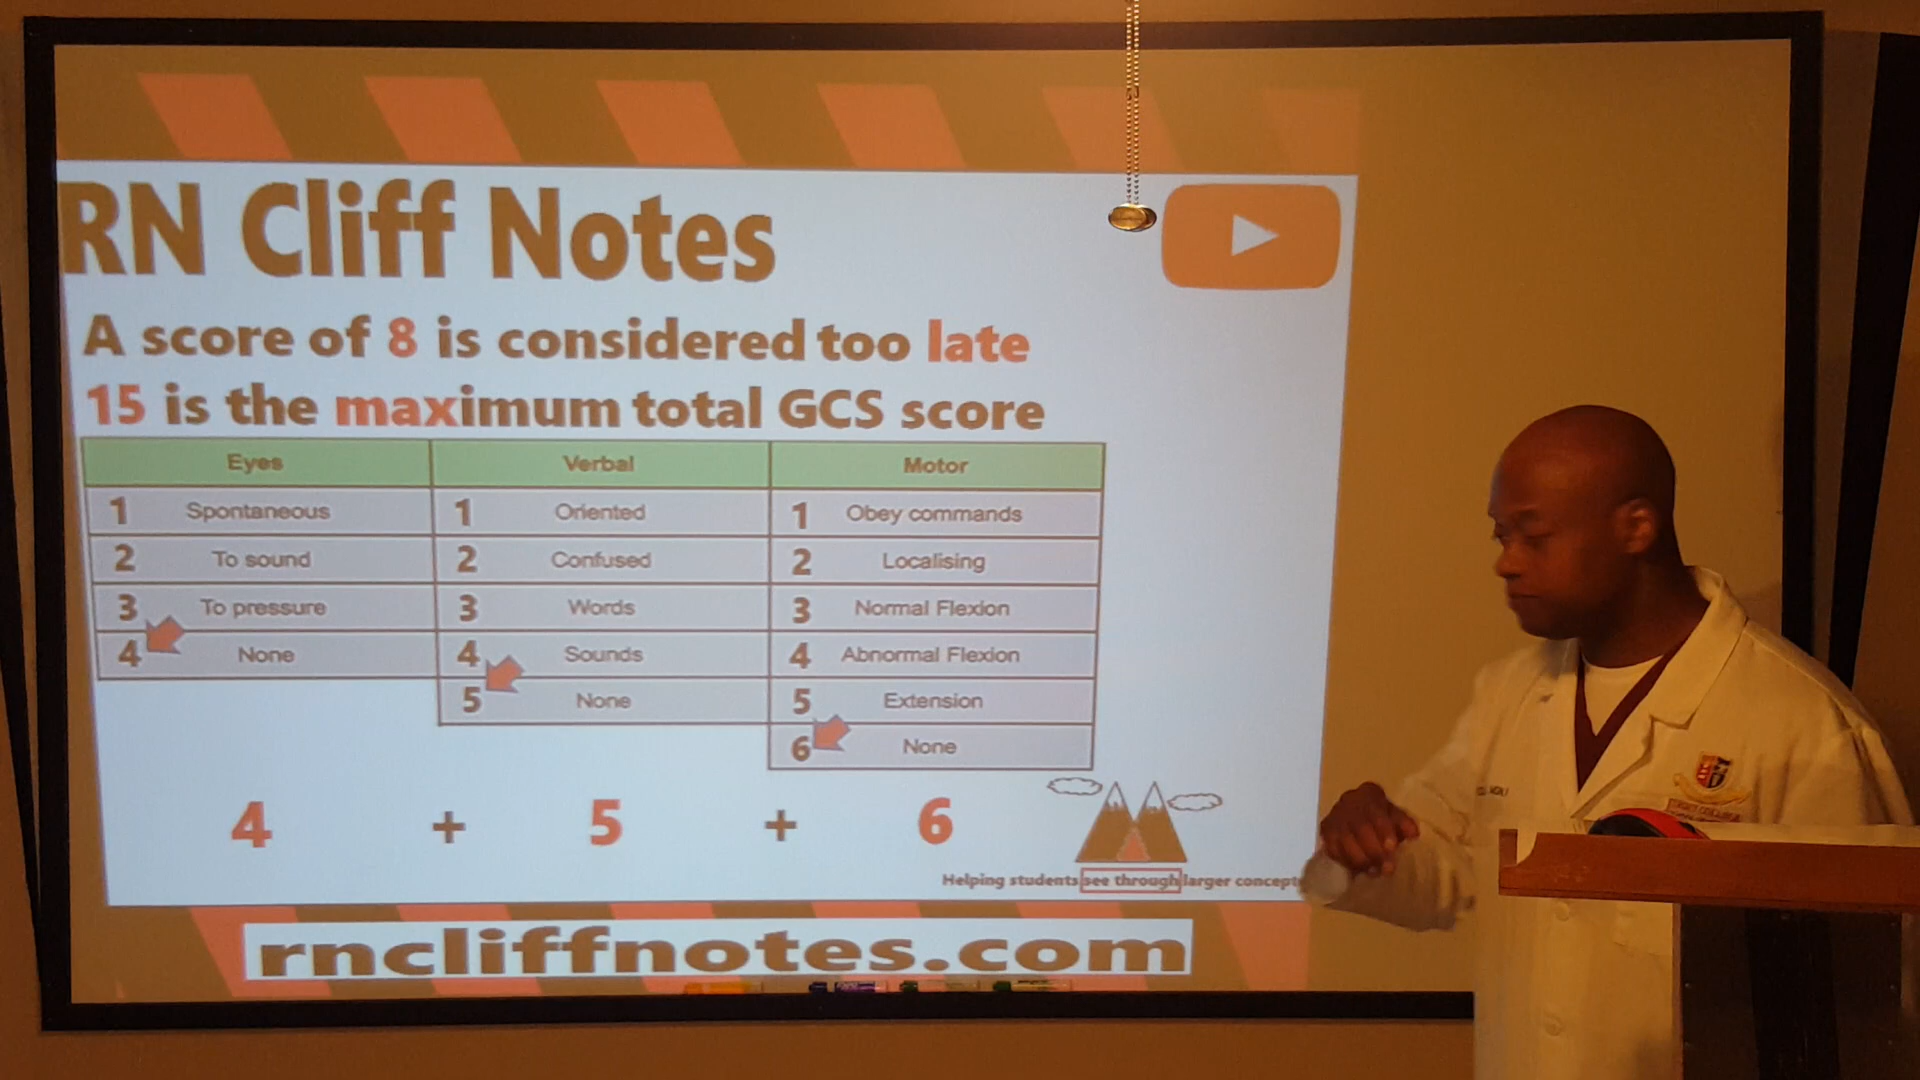 RN Cliff Notes
A score of 8 is considered too late
15 is the maximum total GCS score
Eyes Verbal Motor
1 Spontaneous 1 Oriented 1 Obey commands
2 To sound 2 Confused 2 Localising
3 To pressure 3 Words 3 Normal Flexion
4 None 4 Sounds 4 Abnormal Flexion
5 None 5 Extension
6 None
4 + 5 + 6
Helping students see through larger concept
rncliffnotes.com